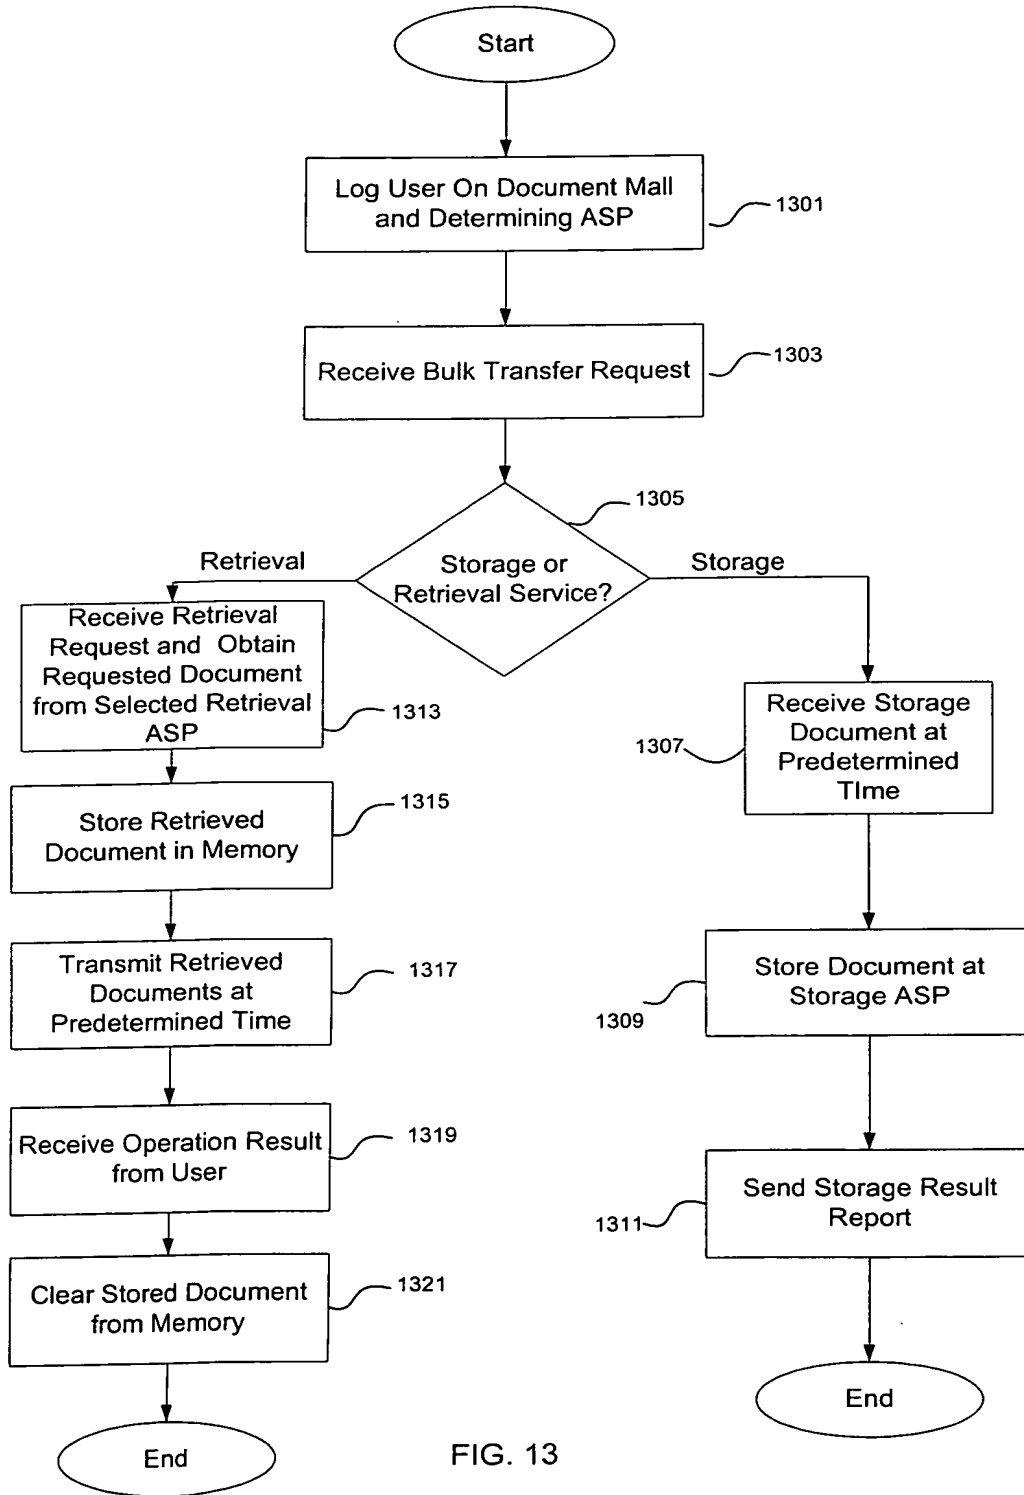 Start
Log User On Document Mall
and Determining ASP
1301
Receive Bulk Transfer Request
1303
1305
Storage or
Retrieval Service?
Retrieval
Storage
Receive Retrieval
Request and Obtain
Requested Document
from Selected Retrieval
ASP
1313
Store Retrieved
Document in Memory
1315
Transmit Retrieved
Documents at
Predetermined Time
1317
Receive Operation Result
from User
1319
Clear Stored Document
from Memory
1321
End
Receive Storage
Document at
Predetermined
TIme
1307
Store Document at
Storage ASP
1309
Send Storage Result
Report
1311
End
FIG. 13